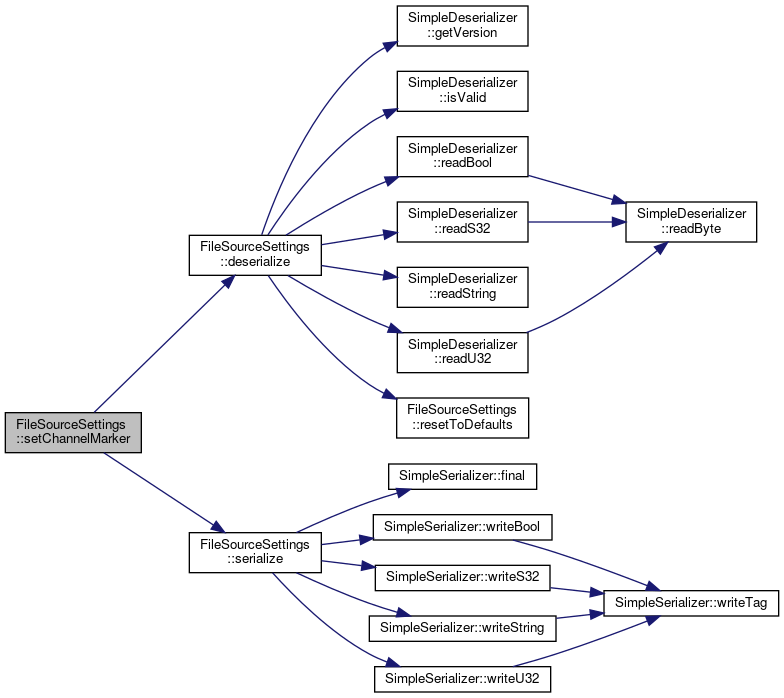 SimpleDeserializer
::getVersion
SimpleDeserializer
::isValid
SimpleDeserializer
::readBool
SimpleDeserializer
::readS32
SimpleDeserializer
::readByte
FileSourceSettings
::deserialize
SimpleDeserializer
::readString
SimpleDeserializer
::readU32
FileSourceSettings
::resetToDefaults
FileSourceSettings
::setChannelMarker
SimpleSerializer::final
SimpleSerializer::writeBool
FileSourceSettings
::serialize
SimpleSerializer::writeS32
SimpleSerializer::writeTag
SimpleSerializer::writeString
SimpleSerializer::writeU32